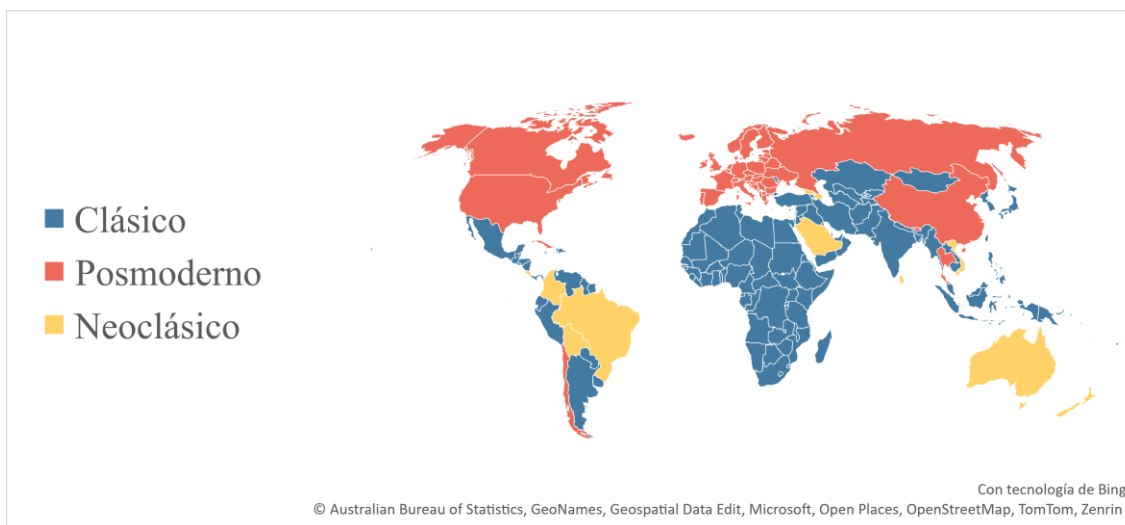 Clásico
Posmoderno
Neoclásico
Con tecnología de Bing
© Australian Bureau of Statistics, GeoNames, Geospatial Data Edit, Microsoft, Open Places, OpenStreetMap, TomTom, Zenrin